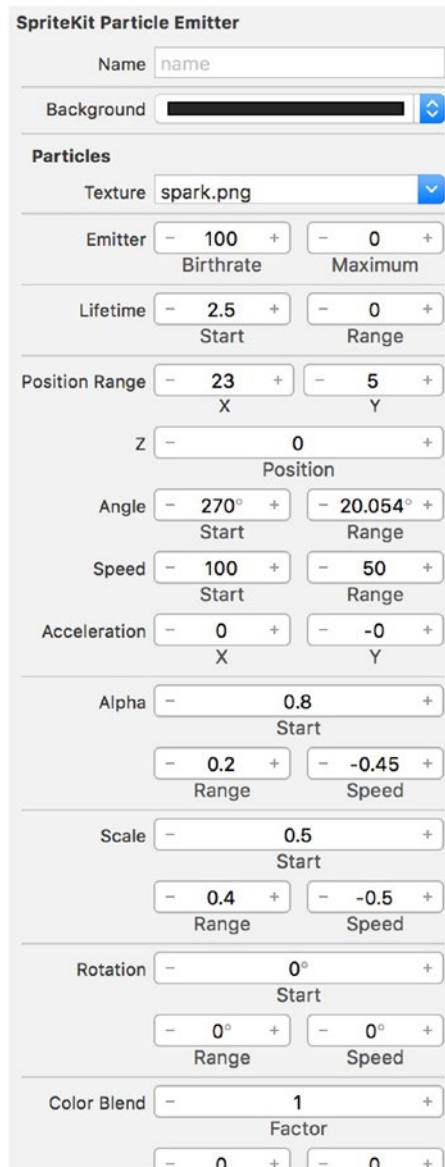 SpriteKit Particle Emitter
Name name
Background
Particles
Texture spark.png
Emitter - 100 + - 0 +
Birthrate Maximum
Lifetime - 2.5 + - 0 +
Start Range
Position Range - 23 + - 5 +
X Y
Z - 0 +
Position
Angle - 270° + - 20.054° +
Start Range
Speed - 100 + - 50 +
Start Range
Acceleration - 0 + - -0 +
X Y
Alpha - 0.8 +
Start
- 0.2 + - -0.45 +
Range Speed
Scale - 0.5 +
Start
- 0.4 + - -0.5 +
Range Speed
Rotation - 0° +
Start
- 0° + - 0° +
Range Speed
Color Blend - 1 +
Factor
- 0 + - 0 +